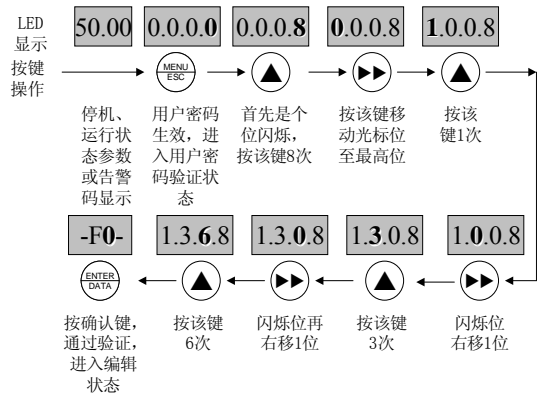 LED
显示
50.00
0.0.0.0
0.0.0.8
0.0.0.8
1.0.0.8
按键
操作
MENU
ESC
停机、
运行状
态参数
或告警
码显示
用户密码
生效，进
入用户密
码验证状
态
首先是个
位闪烁，
按该键8次
按该键移
动光标位
至最高位
按该
键1次
-F0-
1.3.6.8
1.3.0.8
1.3.0.8
1.0.0.8
ENTER
DATA
按确认键，
通过验证，
进入编辑
状态
按该键
6次
闪烁位再
右移1位
按该键
3次
闪烁位
右移1位